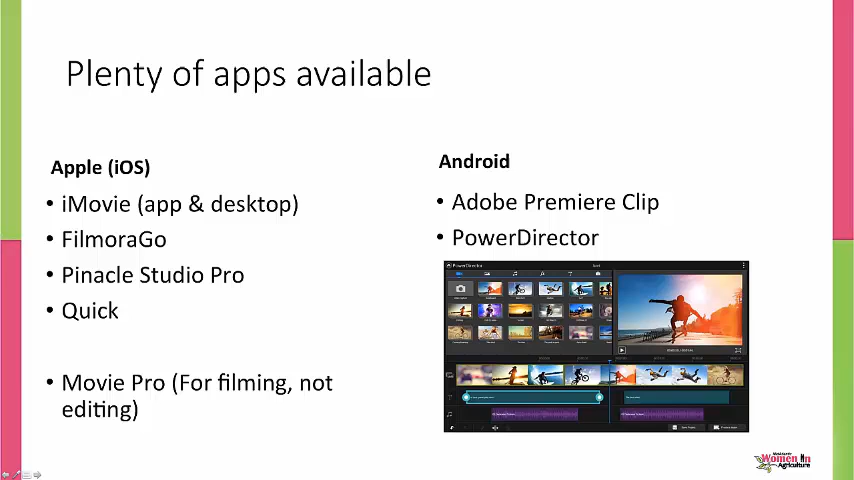 Plenty of apps available
Apple (iOS)
• iMovie (app & desktop)
• FilmoraGo
• Pinacle Studio Pro
• Quick
• Movie Pro (For filming, not
editing)
Android
• Adobe Premiere Clip
• PowerDirector
PowerDirector
Women
Agriculture